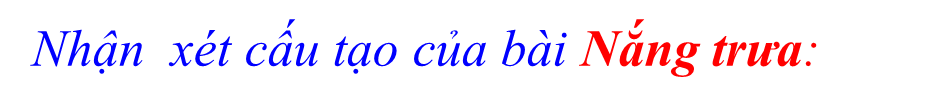 Nhận xét cấu tạo của bài Nắng trưa: